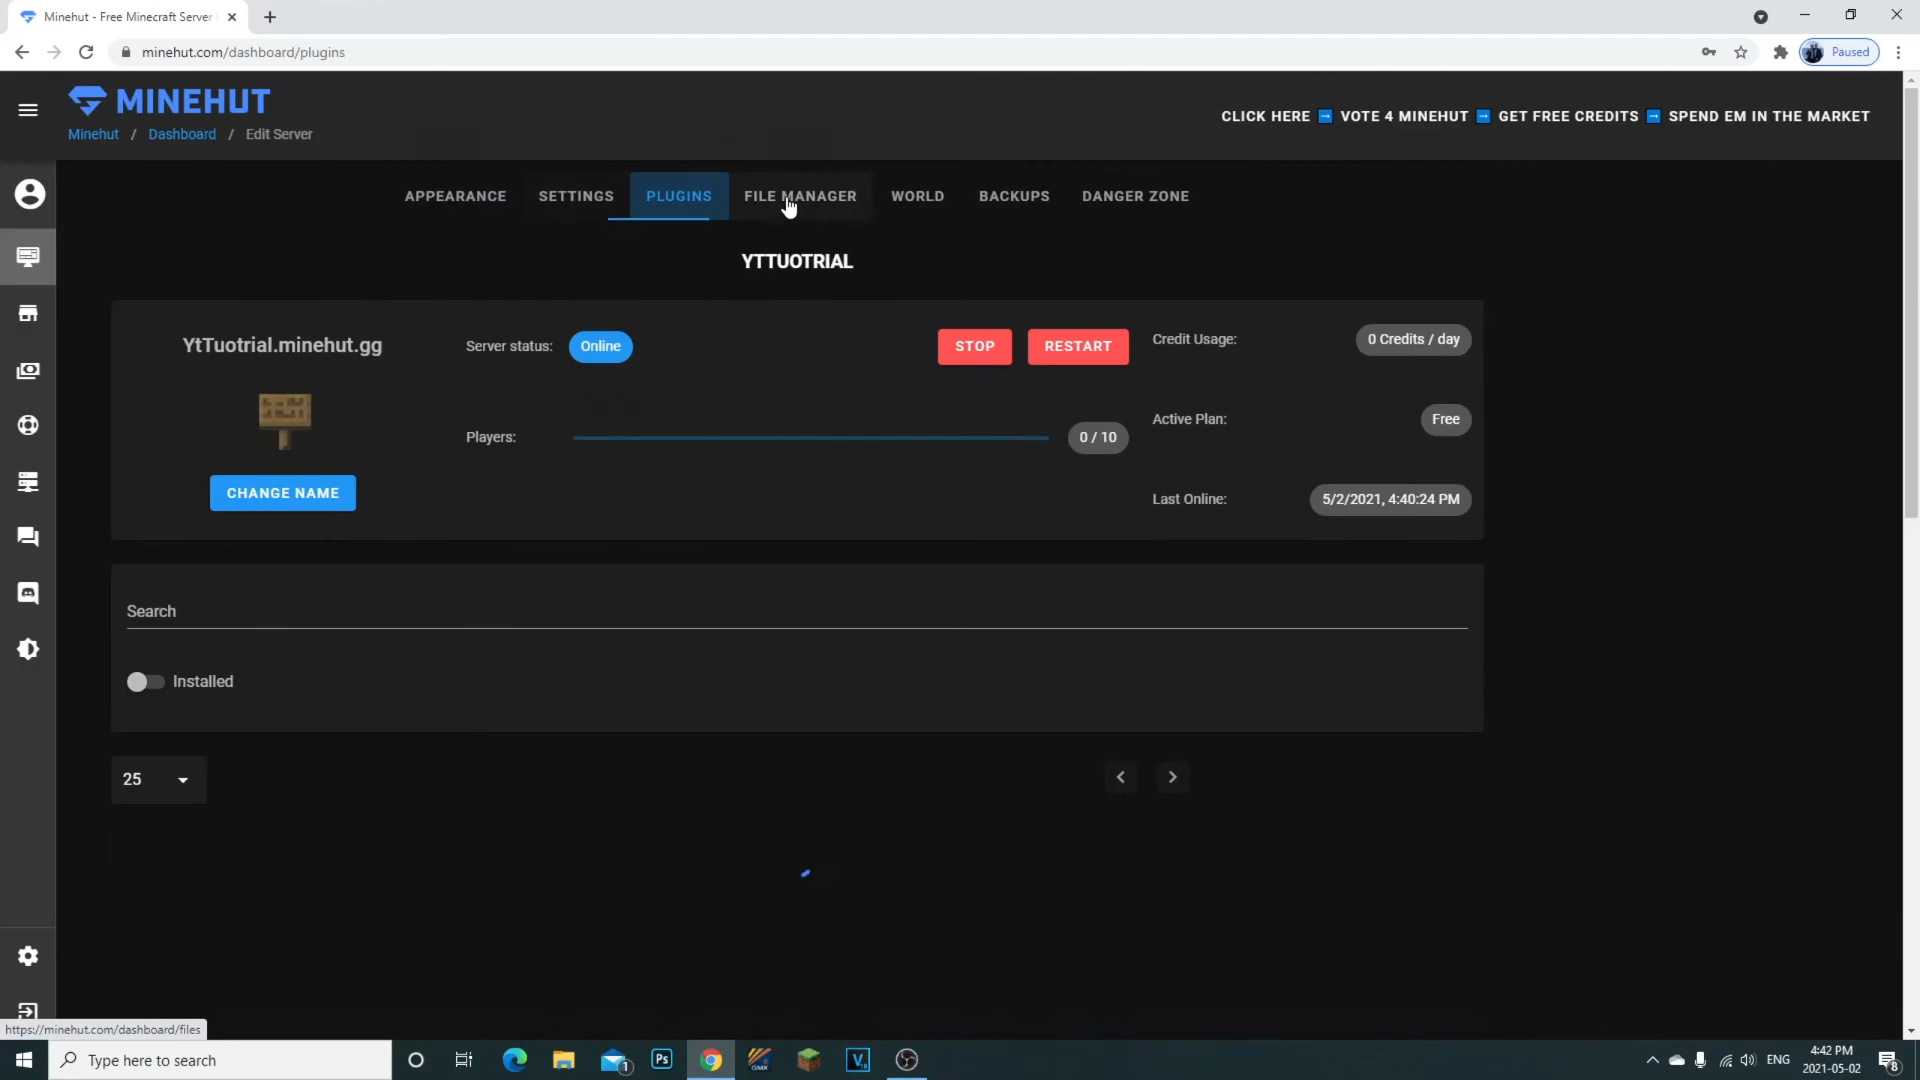 Minehut - Free Minecraft Server
minehut.com/dashboard/plugins
Paused
MINEHUT
Minehut / Dashboard / Edit Server
CLICK HERE VOTE 4 MINEHUT GET FREE CREDITS SPEND EM IN THE MARKET
APPEARANCE SETTINGS PLUGINS FILE MANAGER WORLD BACKUPS DANGER ZONE
YTTUOTRIAL
YtTuotrial.minehut.gg
Server status: Online
STOP RESTART
Credit Usage: 0 Credits / day
Players: 0 / 10
Active Plan: Free
CHANGE NAME
Last Online: 5/2/2021, 4:40:24 PM
Search
Installed
25
https://minehut.com/dashboard/files
Type here to search
1
Ps
GMX
V
ENG
4:42 PM
2021-05-02
8